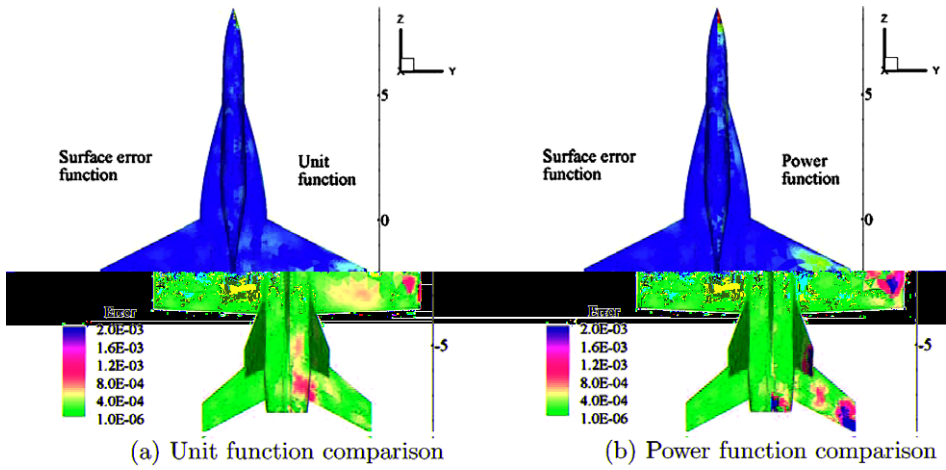 Z
X Y
5
Surface error
function
Unit
function
0
Error
2.0E-03
1.6E-03
1.2E-03
8.0E-04
4.0E-04
1.0E-06
-5
(a) Unit function comparison
Z
X Y
5
Surface error
function
Power
function
0
Error
2.0E-03
1.6E-03
1.2E-03
8.0E-04
4.0E-04
1.0E-06
-5
(b) Power function comparison